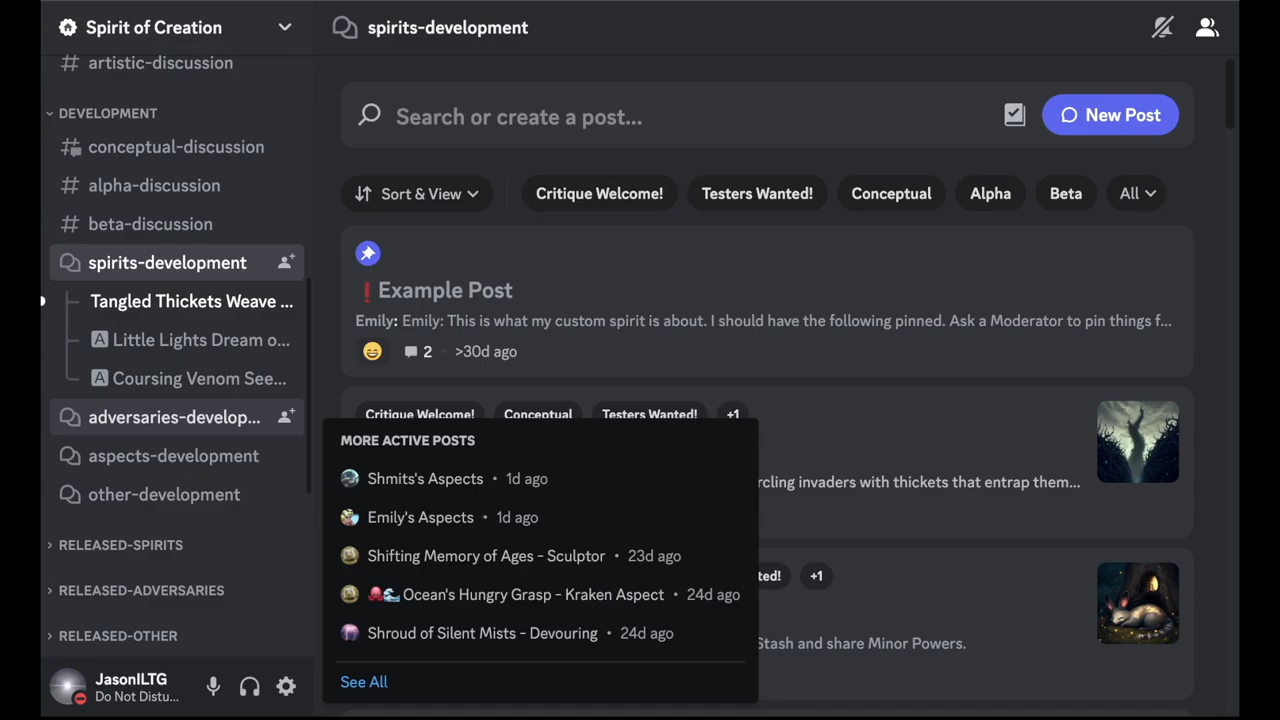 Spirit of Creation
artistic-discussion
DEVELOPMENT
conceptual-discussion
alpha-discussion
beta-discussion
spirits-development
Tangled Thickets Weave ...
A Little Lights Dream o...
A Coursing Venom See...
adversaries-develop...
aspects-development
other-development
RELEASED-SPIRITS
RELEASED-ADVERSARIES
RELEASED-OTHER
JasonILTG
Do Not Distu...
spirits-development
Search or create a post...
New Post
Sort & View
Critique Welcome!
Testers Wanted!
Conceptual
Alpha
Beta
All
❗Example Post
Emily: Emily: This is what my custom spirit is about. I should have the following pinned. Ask a Moderator to pin things f...
2
>30d ago
Critique Welcome!
Conceptual
Testers Wanted!
+1
rcling invaders with thickets that entrap them...
ted!
+1
Stash and share Minor Powers.
MORE ACTIVE POSTS
Shmits's Aspects • 1d ago
Emily's Aspects • 1d ago
Shifting Memory of Ages - Sculptor • 23d ago
🐙🌊 Ocean's Hungry Grasp - Kraken Aspect • 24d ago
Shroud of Silent Mists - Devouring • 24d ago
See All